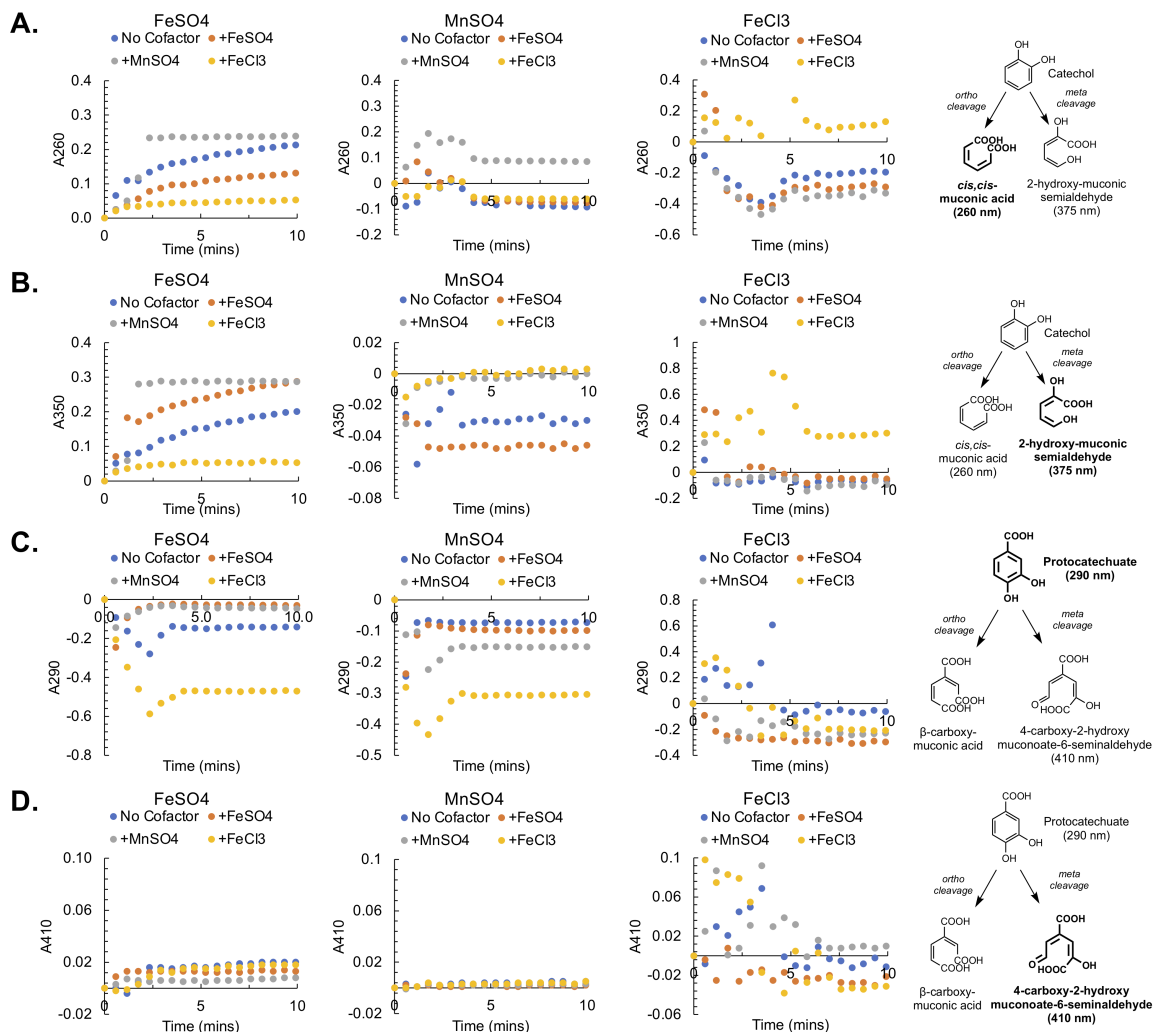 A.
FeSO4
No Cofactor +FeSO4
+MnSO4 +FeCl3
0.4
0.3
0.2
0.1
0.0
A260
0 5 10
Time (mins)
MnSO4
No Cofactor +FeSO4
+MnSO4 +FeCl3
0.4
0.3
0.2
0.1
0
-0.1
-0.2
A260
0 5 10
Time (mins)
FeCl3
No Cofactor +FeSO4
+MnSO4 +FeCl3
0.4
0.2
0
-0.2
-0.4
-0.6
A260
0 5 10
Time (mins)
OH
OH
Catechol
ortho
cleavage
meta
cleavage
COOH
COOH
cis,cis-
muconic acid
(260 nm)
OH
COOH
OH
2-hydroxy-muconic
semialdehyde
(375 nm)
B.
FeSO4
No Cofactor +FeSO4
+MnSO4 +FeCl3
0.4
0.3
0.2
0.1
0
A350
0 5 10
Time (mins)
MnSO4
No Cofactor +FeSO4
+MnSO4 +FeCl3
0.02
0
-0.02
-0.04
-0.06
-0.08
A350
0 5 10
Time (mins)
FeCl3
No Cofactor +FeSO4
+MnSO4 +FeCl3
1
0.8
0.6
0.4
0.2
0
-0.2
A350
0 5 10
Time (mins)
OH
OH
Catechol
ortho
cleavage
meta
cleavage
COOH
COOH
cis,cis-
muconic acid
(260 nm)
OH
COOH
OH
2-hydroxy-muconic
semialdehyde
(375 nm)
C.
FeSO4
No Cofactor +FeSO4
+MnSO4 +FeCl3
0
-0.2
-0.4
-0.6
-0.8
A290
0.0 5.0 10.0
Time (mins)
MnSO4
No Cofactor +FeSO4
+MnSO4 +FeCl3
0
-0.1
-0.2
-0.3
-0.4
-0.5
A290
0 5 10
Time (mins)
FeCl3
No Cofactor +FeSO4
+MnSO4 +FeCl3
0.8
0.6
0.4
0.2
0
-0.2
-0.4
A290
0 5 10
Time (mins)
COOH
OH
OH
Protocatechuate
(290 nm)
ortho
cleavage
meta
cleavage
COOH
COOH
COOH
β-carboxy-
muconic acid
COOH
O
HOOC
OH
4-carboxy-2-hydroxy
muconoate-6-seminaldehyde
(410 nm)
D.
FeSO4
No Cofactor +FeSO4
+MnSO4 +FeCl3
0.10
0.06
0.02
-0.02
A410
0 5 10
Time (mins)
MnSO4
No Cofactor +FeSO4
+MnSO4 +FeCl3
0.1
0.06
0.02
-0.02
A410
0 5 10
Time (mins)
FeCl3
No Cofactor +FeSO4
+MnSO4 +FeCl3
0.1
0.06
0.02
-0.02
-0.06
A410
0 5 10
Time (mins)
COOH
OH
OH
Protocatechuate
(290 nm)
ortho
cleavage
meta
cleavage
COOH
COOH
COOH
β-carboxy-
muconic acid
COOH
O
HOOC
OH
4-carboxy-2-hydroxy
muconoate-6-seminaldehyde
(410 nm)